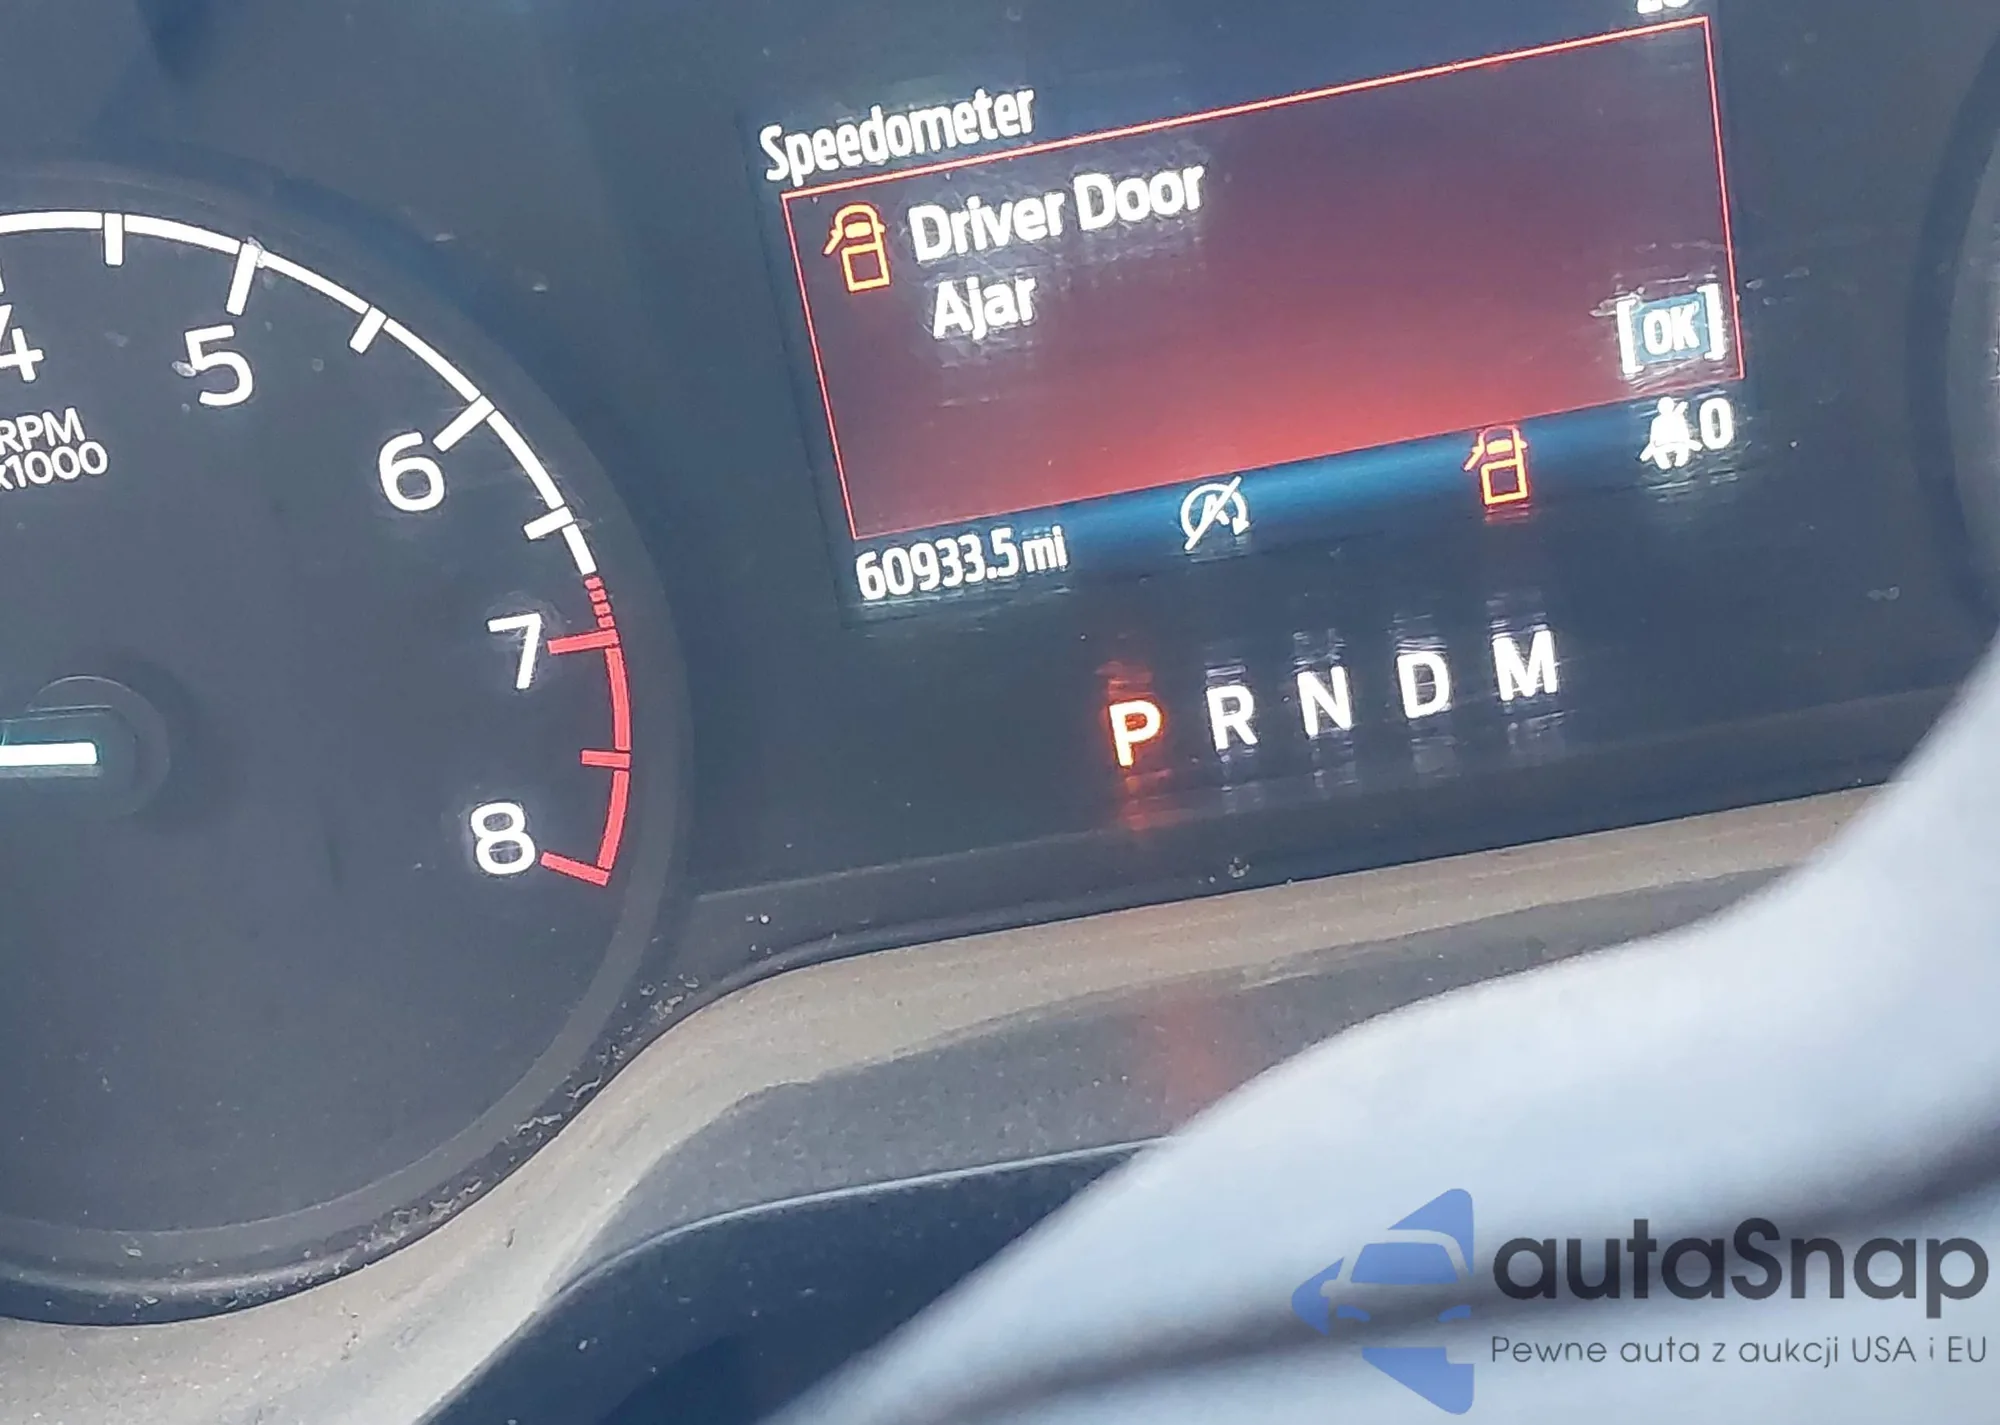 Speedometer
Driver Door
Ajar
[OK]
0
60933.5 mi
P R N D M
4
5
6
7
8
RPM
x1000
autaSnap
Pewne auta z aukcji USA i EU